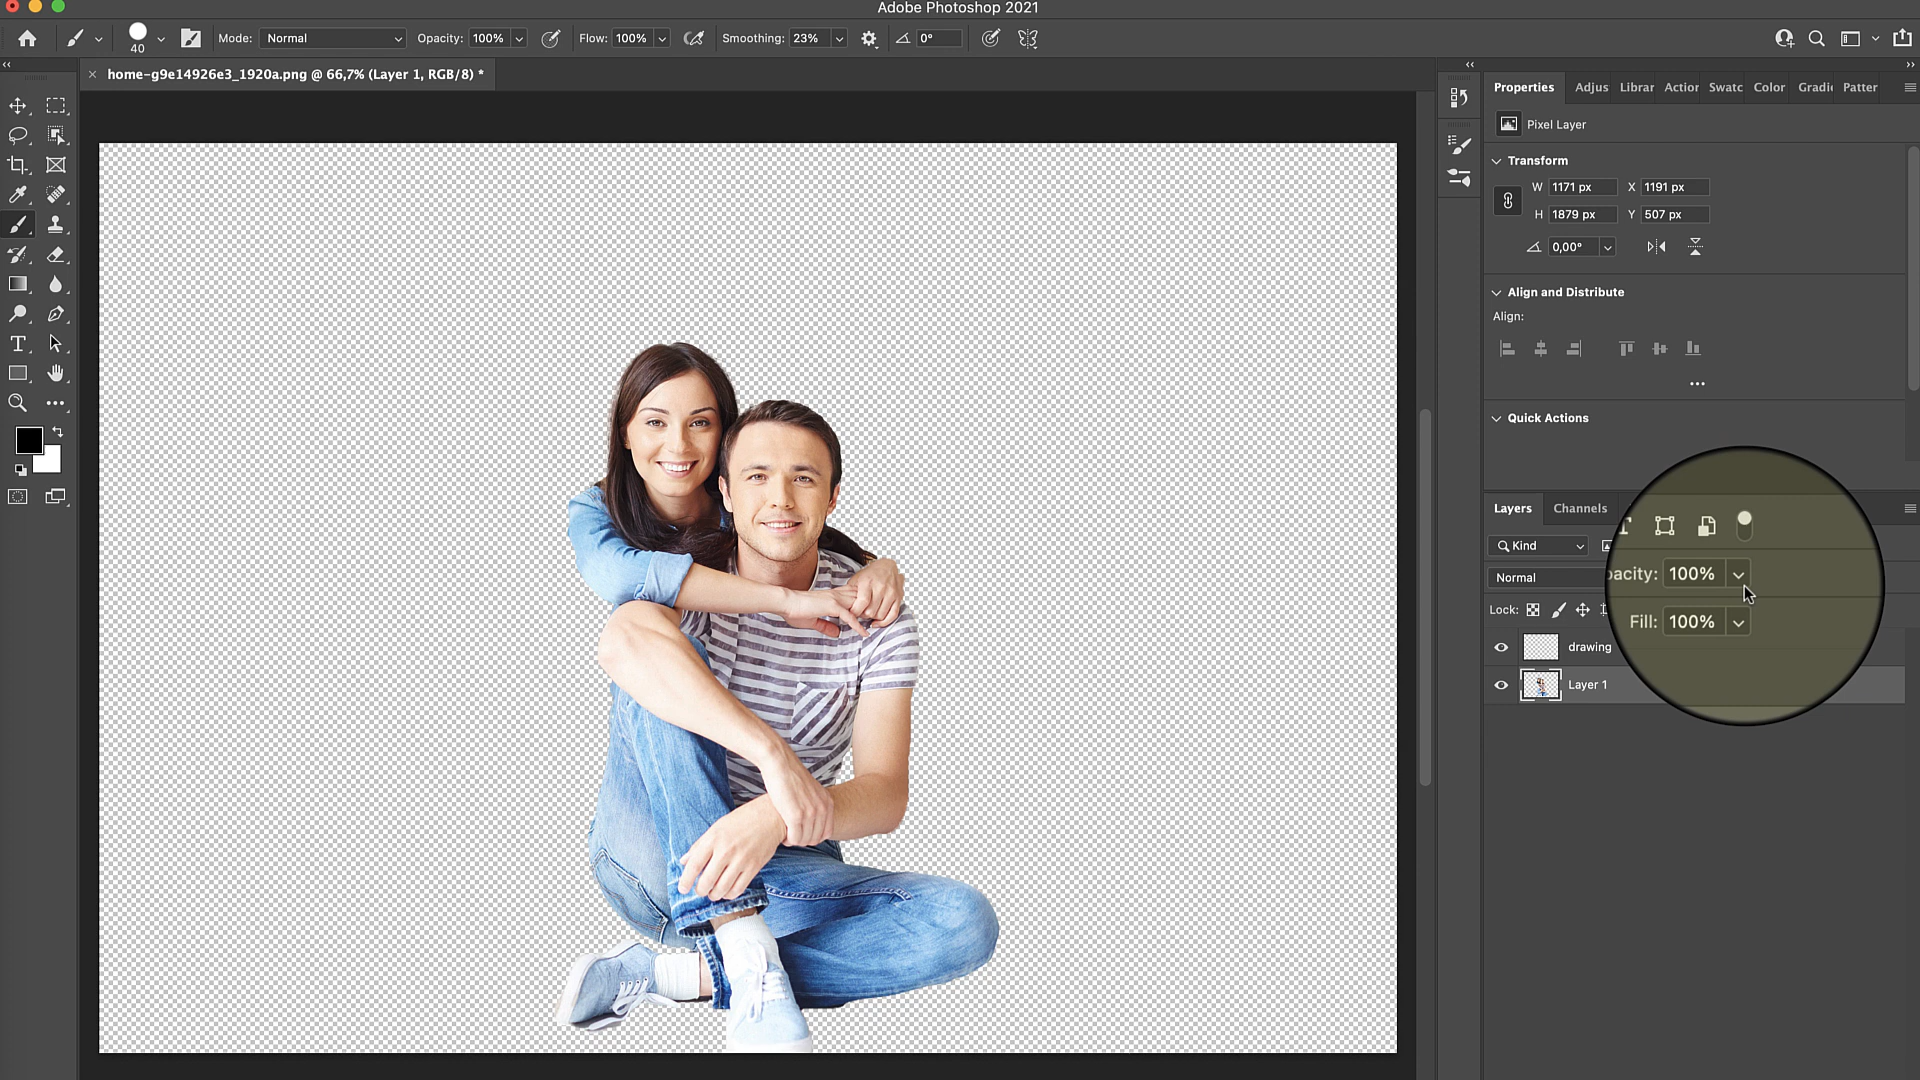 Adobe Photoshop 2021
40
Mode: Normal Opacity: 100% Flow: 100% Smoothing: 23% 0°
home-g9e14926e3_1920a.png @ 66,7% (Layer 1, RGB/8) *
Properties Adjus Librar Action Swatc Color Gradi Patter
Pixel Layer
Transform
W 1171 px X 1191 px
H 1879 px Y 507 px
0,00°
Align and Distribute
Align:
Quick Actions
Layers Channels
Kind
Normal
acity: 100%
Lock:
Fill: 100%
drawing
Layer 1